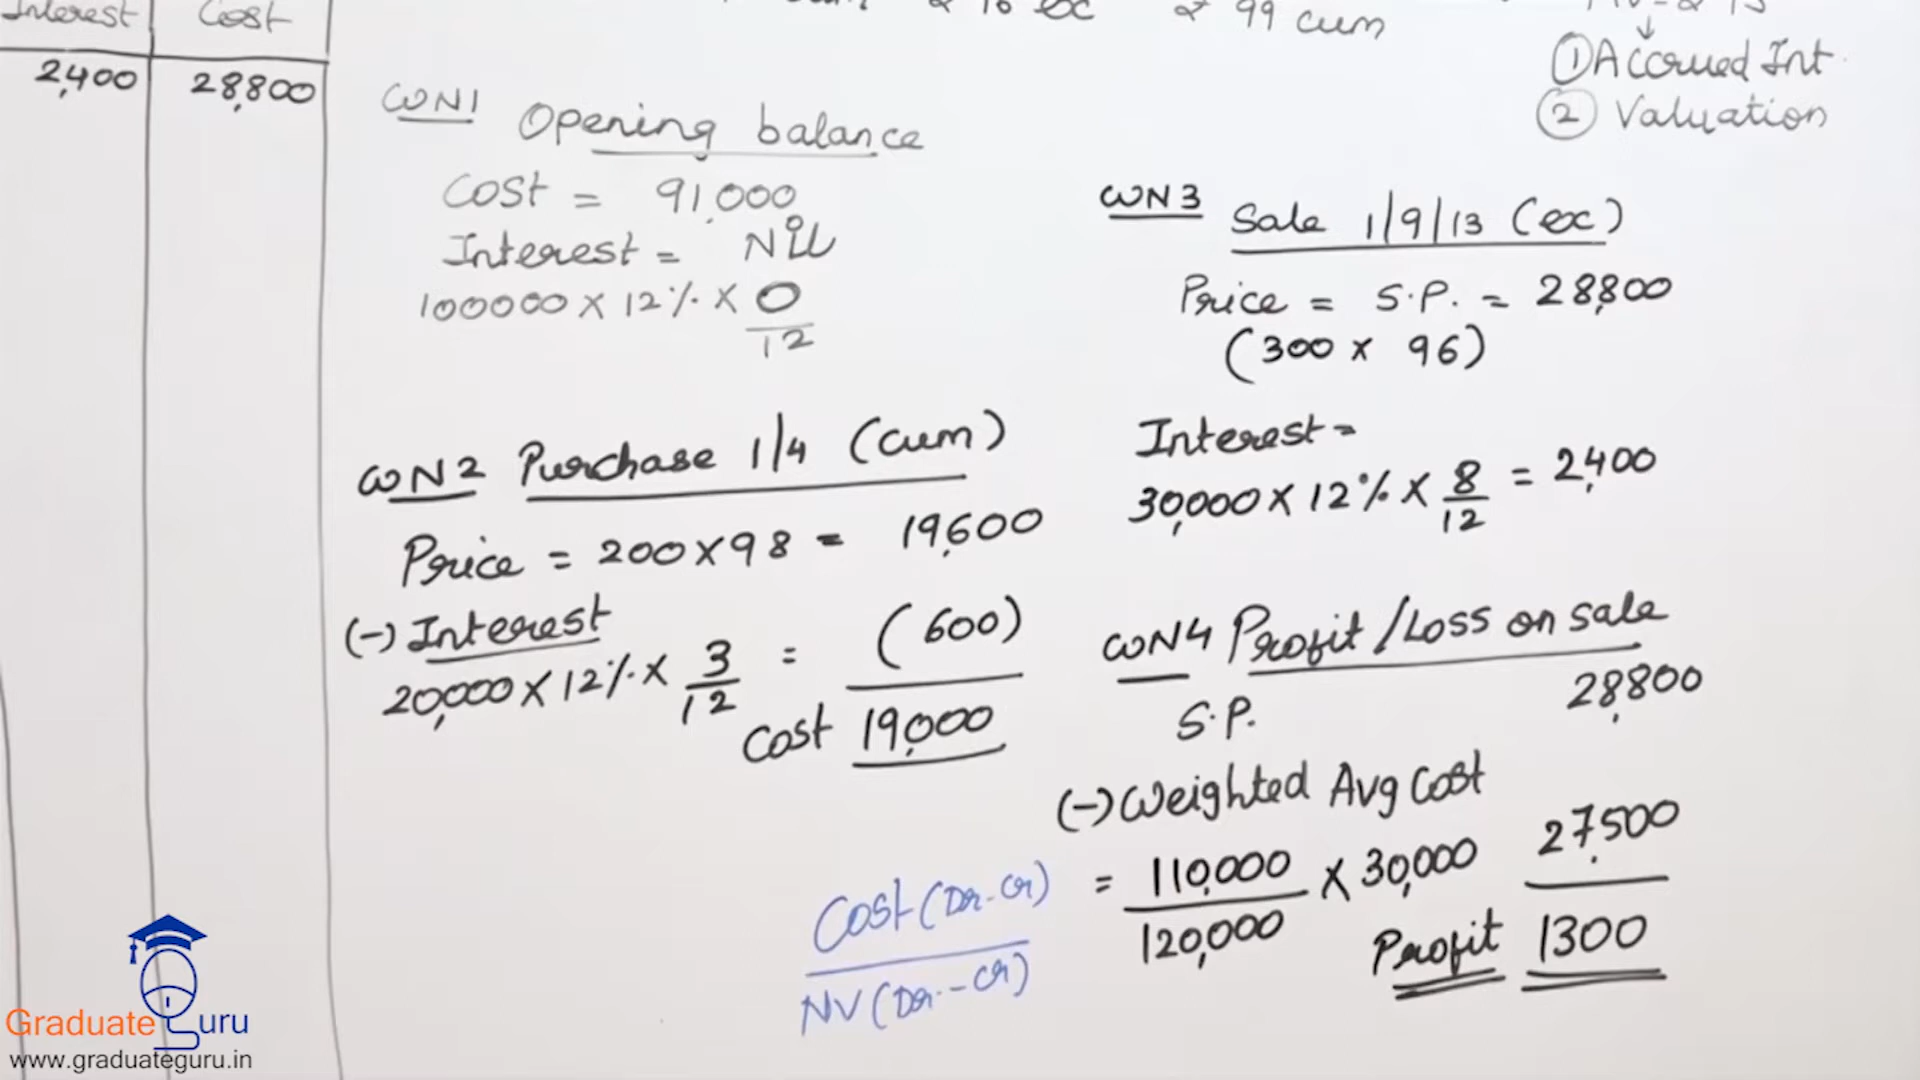 Interest Cost
2,400 28,800
99 cum
① Accrued Int.
② Valuation
WN1 Opening balance
Cost = 91,000
Interest = Nil
100000 x 12% x 0/12
WN2 Purchase 1/4 (cum)
Price = 200 x 98 = 19,600
(-) Interest
20,000 x 12% x 3/12 = (600)
Cost 19,000
WN3 Sale 1/9/13 (ex)
Price = S.P. = 28,800
(300 x 96)
Interest =
30,000 x 12% x 8/12 = 2,400
WN4 Profit/Loss on sale
S.P. 28,800
(-) Weighted Avg Cost
= 110,000/120,000 x 30,000 27,500
Profit 1300
Cost (Dr - Cr)
NV (Dr. - Cr)
Graduate Guru
www.graduateguru.in